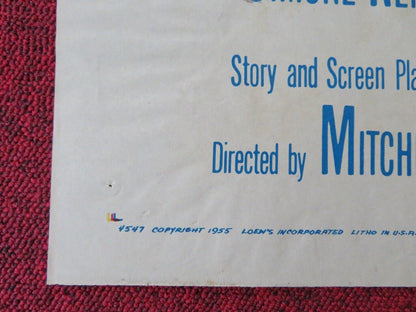 Story and Screen Pla
Directed by MITCH
4547 COPYRIGHT 1955 LOEW'S INCORPORATED LITHO IN U.S.A.